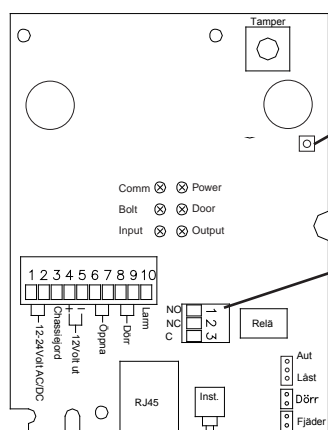 Tamper
Comm Power
Bolt Door
Input Output
1 2 3 4 5 6 7 8 9 10
12-24Volt AC/DC
Chassiejord
+ -
12Volt ut
Öppna
Dörr
Larm
NO 1
NC 2
C 3
Relä
RJ45
Inst.
Aut
Låst
Dörr
Fjäder